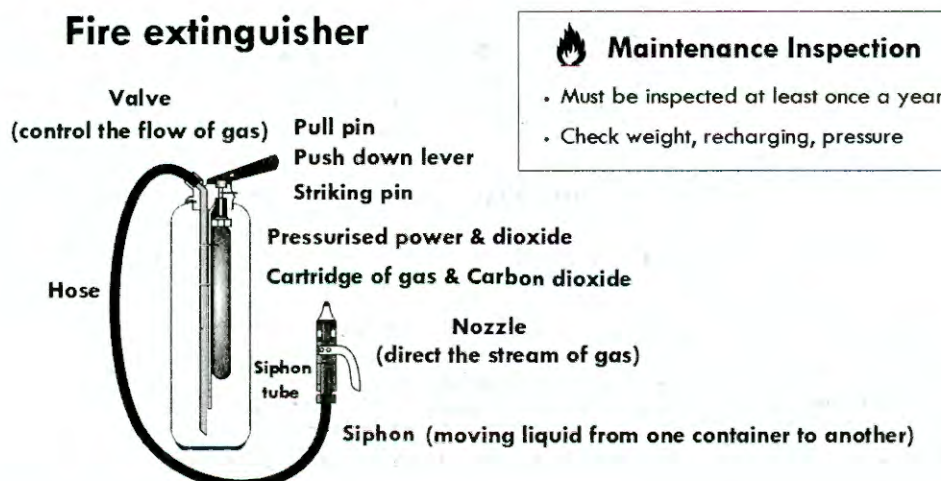 Fire extinguisher
Maintenance Inspection
• Must be inspected at least once a year
• Check weight, recharging, pressure
Valve
(control the flow of gas)
Pull pin
Push down lever
Striking pin
Pressurised power & dioxide
Cartridge of gas & Carbon dioxide
Hose
Nozzle
(direct the stream of gas)
Siphon
tube
Siphon (moving liquid from one container to another)